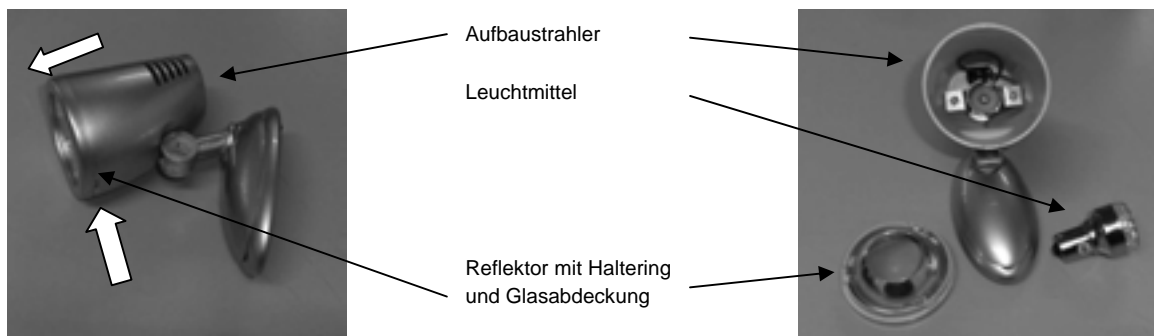 Aufbaustrahler
Leuchtmittel
Reflektor mit Haltering
und Glasabdeckung